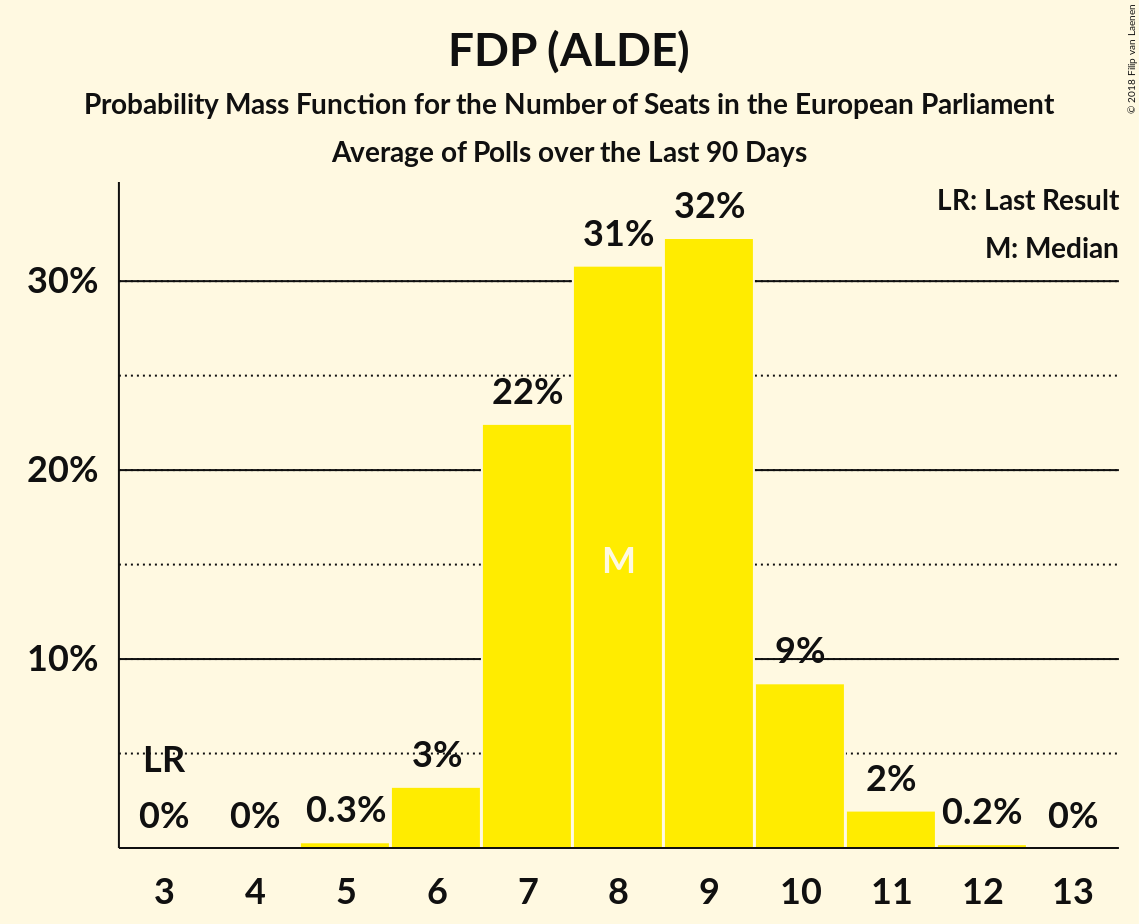 FDP (ALDE)
Probability Mass Function for the Number of Seats in the European Parliament
Average of Polls over the Last 90 Days
© 2018 Filip van Laenen
LR: Last Result
M: Median
30%
20%
10%
LR
0%
0%
0.3%
3%
22%
31%
M
32%
9%
2%
0.2%
0%
3 4 5 6 7 8 9 10 11 12 13